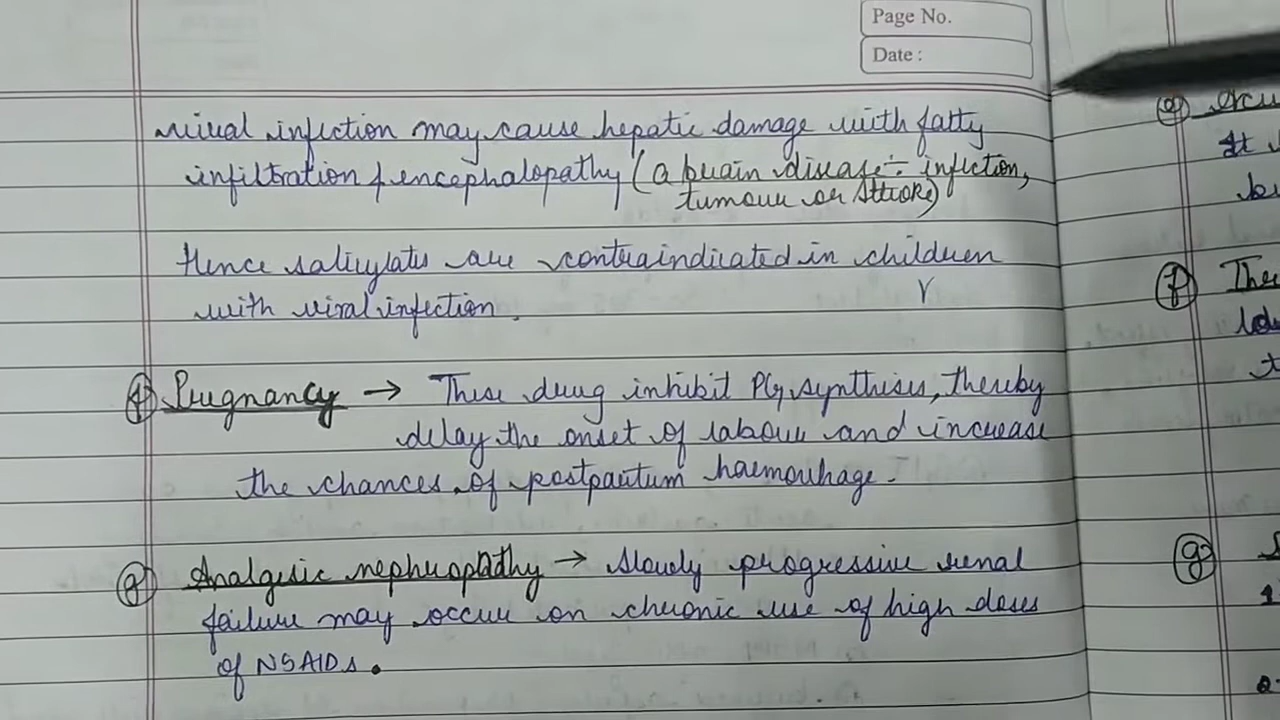 Page No.
Date :
viral infection may cause hepatic damage with fatty
infiltration & encephalopathy (a brain disease :- infection,
tumour or stroke)
Hence salicylates are contraindicated in children
with viral infection.
(f) Pregnancy → These drug inhibit PG synthesis, thereby
delay the onset of labour and increase
the chances of postpartum haemorrhage.
(g) Analgesic nephropathy → Slowly progressive renal
failure may occur on chronic use of high doses
of NSAIDs.
(f)
(g)